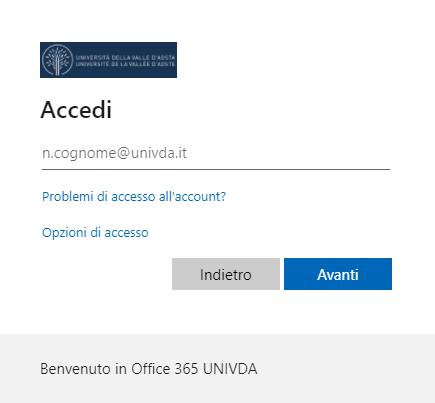 UNIVERSITÀ DELLA VALLE D'AOSTA
UNIVERSITÉ DE LA VALLÉE D'AOSTE
Accedi
n.cognome@univda.it
Problemi di accesso all'account?
Opzioni di accesso
Indietro
Avanti
Benvenuto in Office 365 UNIVDA